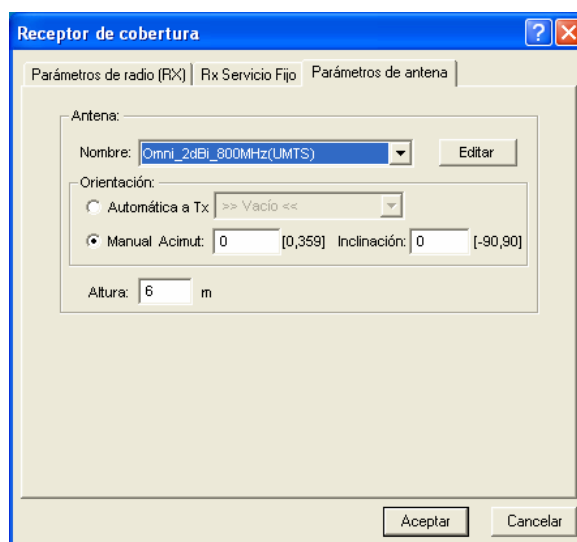 Receptor de cobertura
Parámetros de radio (RX) Rx Servicio Fijo Parámetros de antena
Antena:
Nombre: Omni_2dBi_800MHz(UMTS) Editar
Orientación:
Automática a Tx >> Vacío <<
Manual Acimut: 0 [0,359] Inclinación: 0 [-90,90]
Altura: 6 m
Aceptar Cancelar